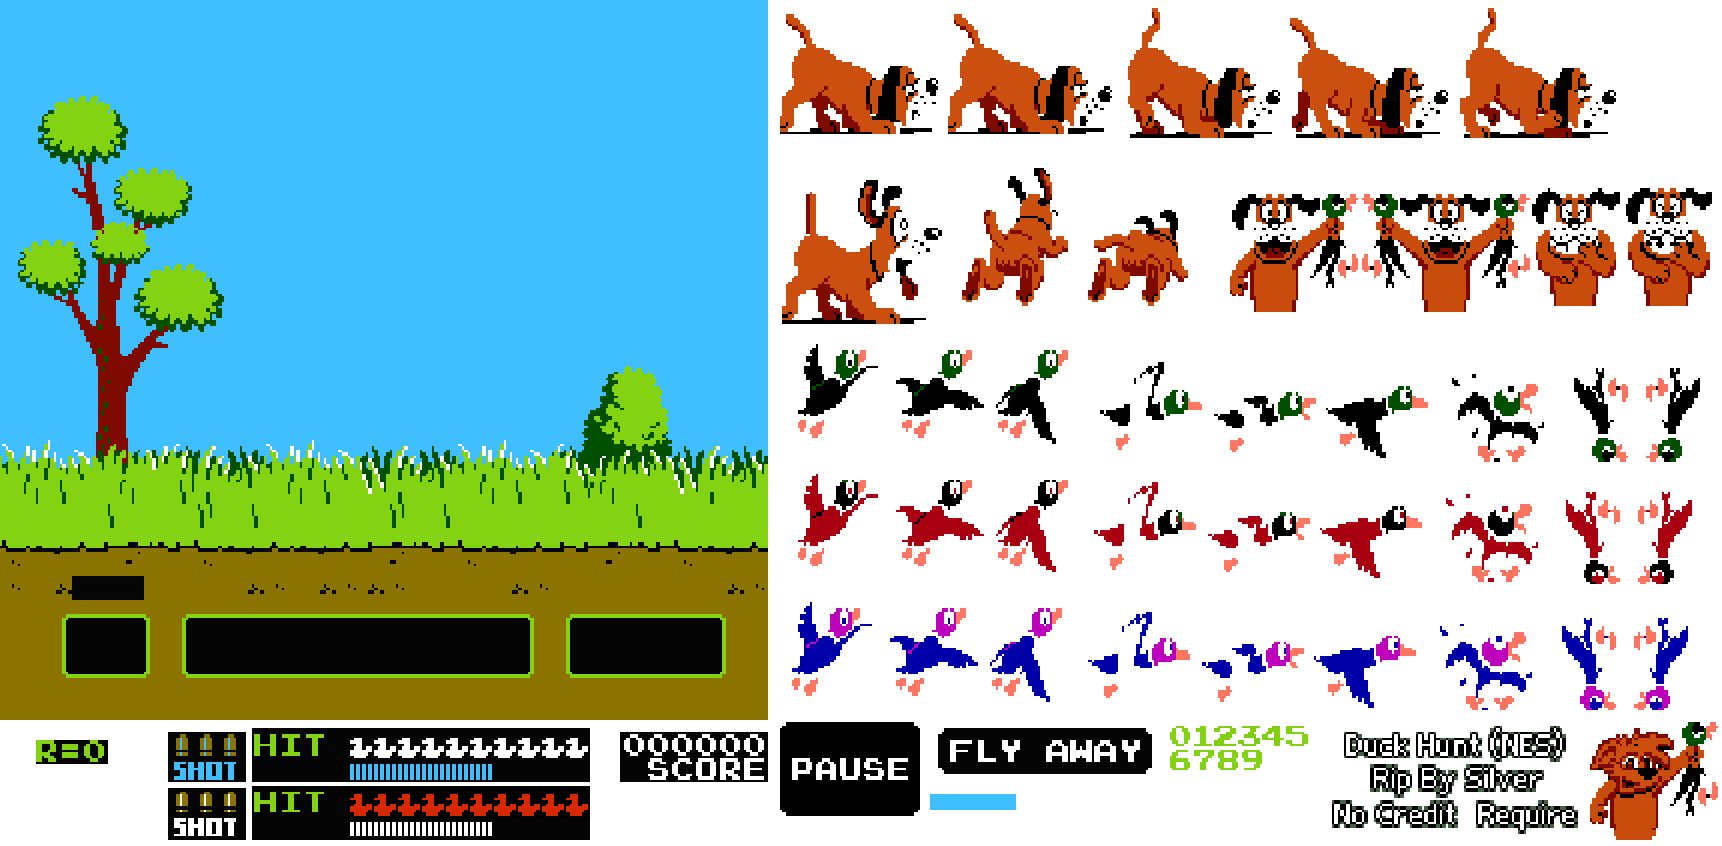 R=0
SHOT
HIT
SHOT
HIT
000000
SCORE
PAUSE
FLY AWAY
012345
6789
Duck Hunt (NES)
Rip By Silver
No Credit Require